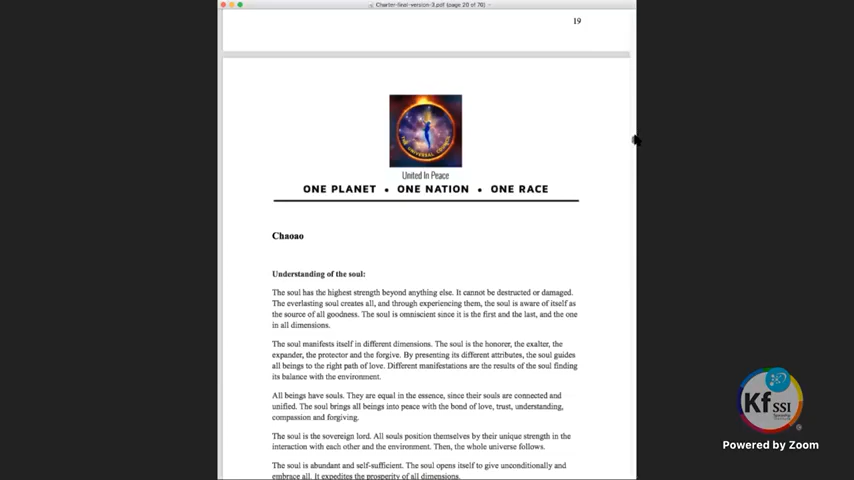 Charter-final-version-3.pdf (page 20 of 76)
19
THE UNIVERSAL COUNCIL
United In Peace
ONE PLANET • ONE NATION • ONE RACE
Chaoao
Understanding of the soul:
The soul has the highest strength beyond anything else. It cannot be destructed or damaged.
The everlasting soul creates all, and through experiencing them, the soul is aware of itself as
the source of all goodness. The soul is omniscient since it is the first and the last, and the one
in all dimensions.
The soul manifests itself in different dimensions. The soul is the honorer, the exalter, the
expander, the protector and the forgive. By presenting its different attributes, the soul guides
all beings to the right path of love. Different manifestations are the results of the soul finding
its balance with the environment.
All beings have souls. They are equal in the essence, since their souls are connected and
unified. The soul brings all beings into peace with the bond of love, trust, understanding,
compassion and forgiving.
The soul is the sovereign lord. All souls position themselves by their unique strength in the
interaction with each other and the environment. Then, the whole universe follows.
The soul is abundant and self-sufficient. The soul opens itself to give unconditionally and
embrace all. It expedites the prosperity of all dimensions.
Kf SSI
Powered by Zoom